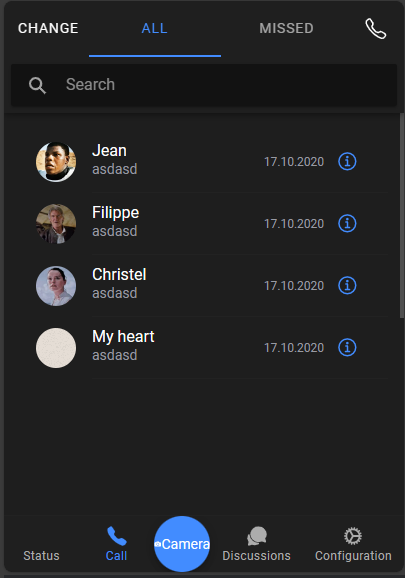 CHANGE ALL MISSED
Search
Jean
asdasd
17.10.2020
Filippe
asdasd
17.10.2020
Christel
asdasd
17.10.2020
My heart
asdasd
17.10.2020
Status Call Camera Discussions Configuration